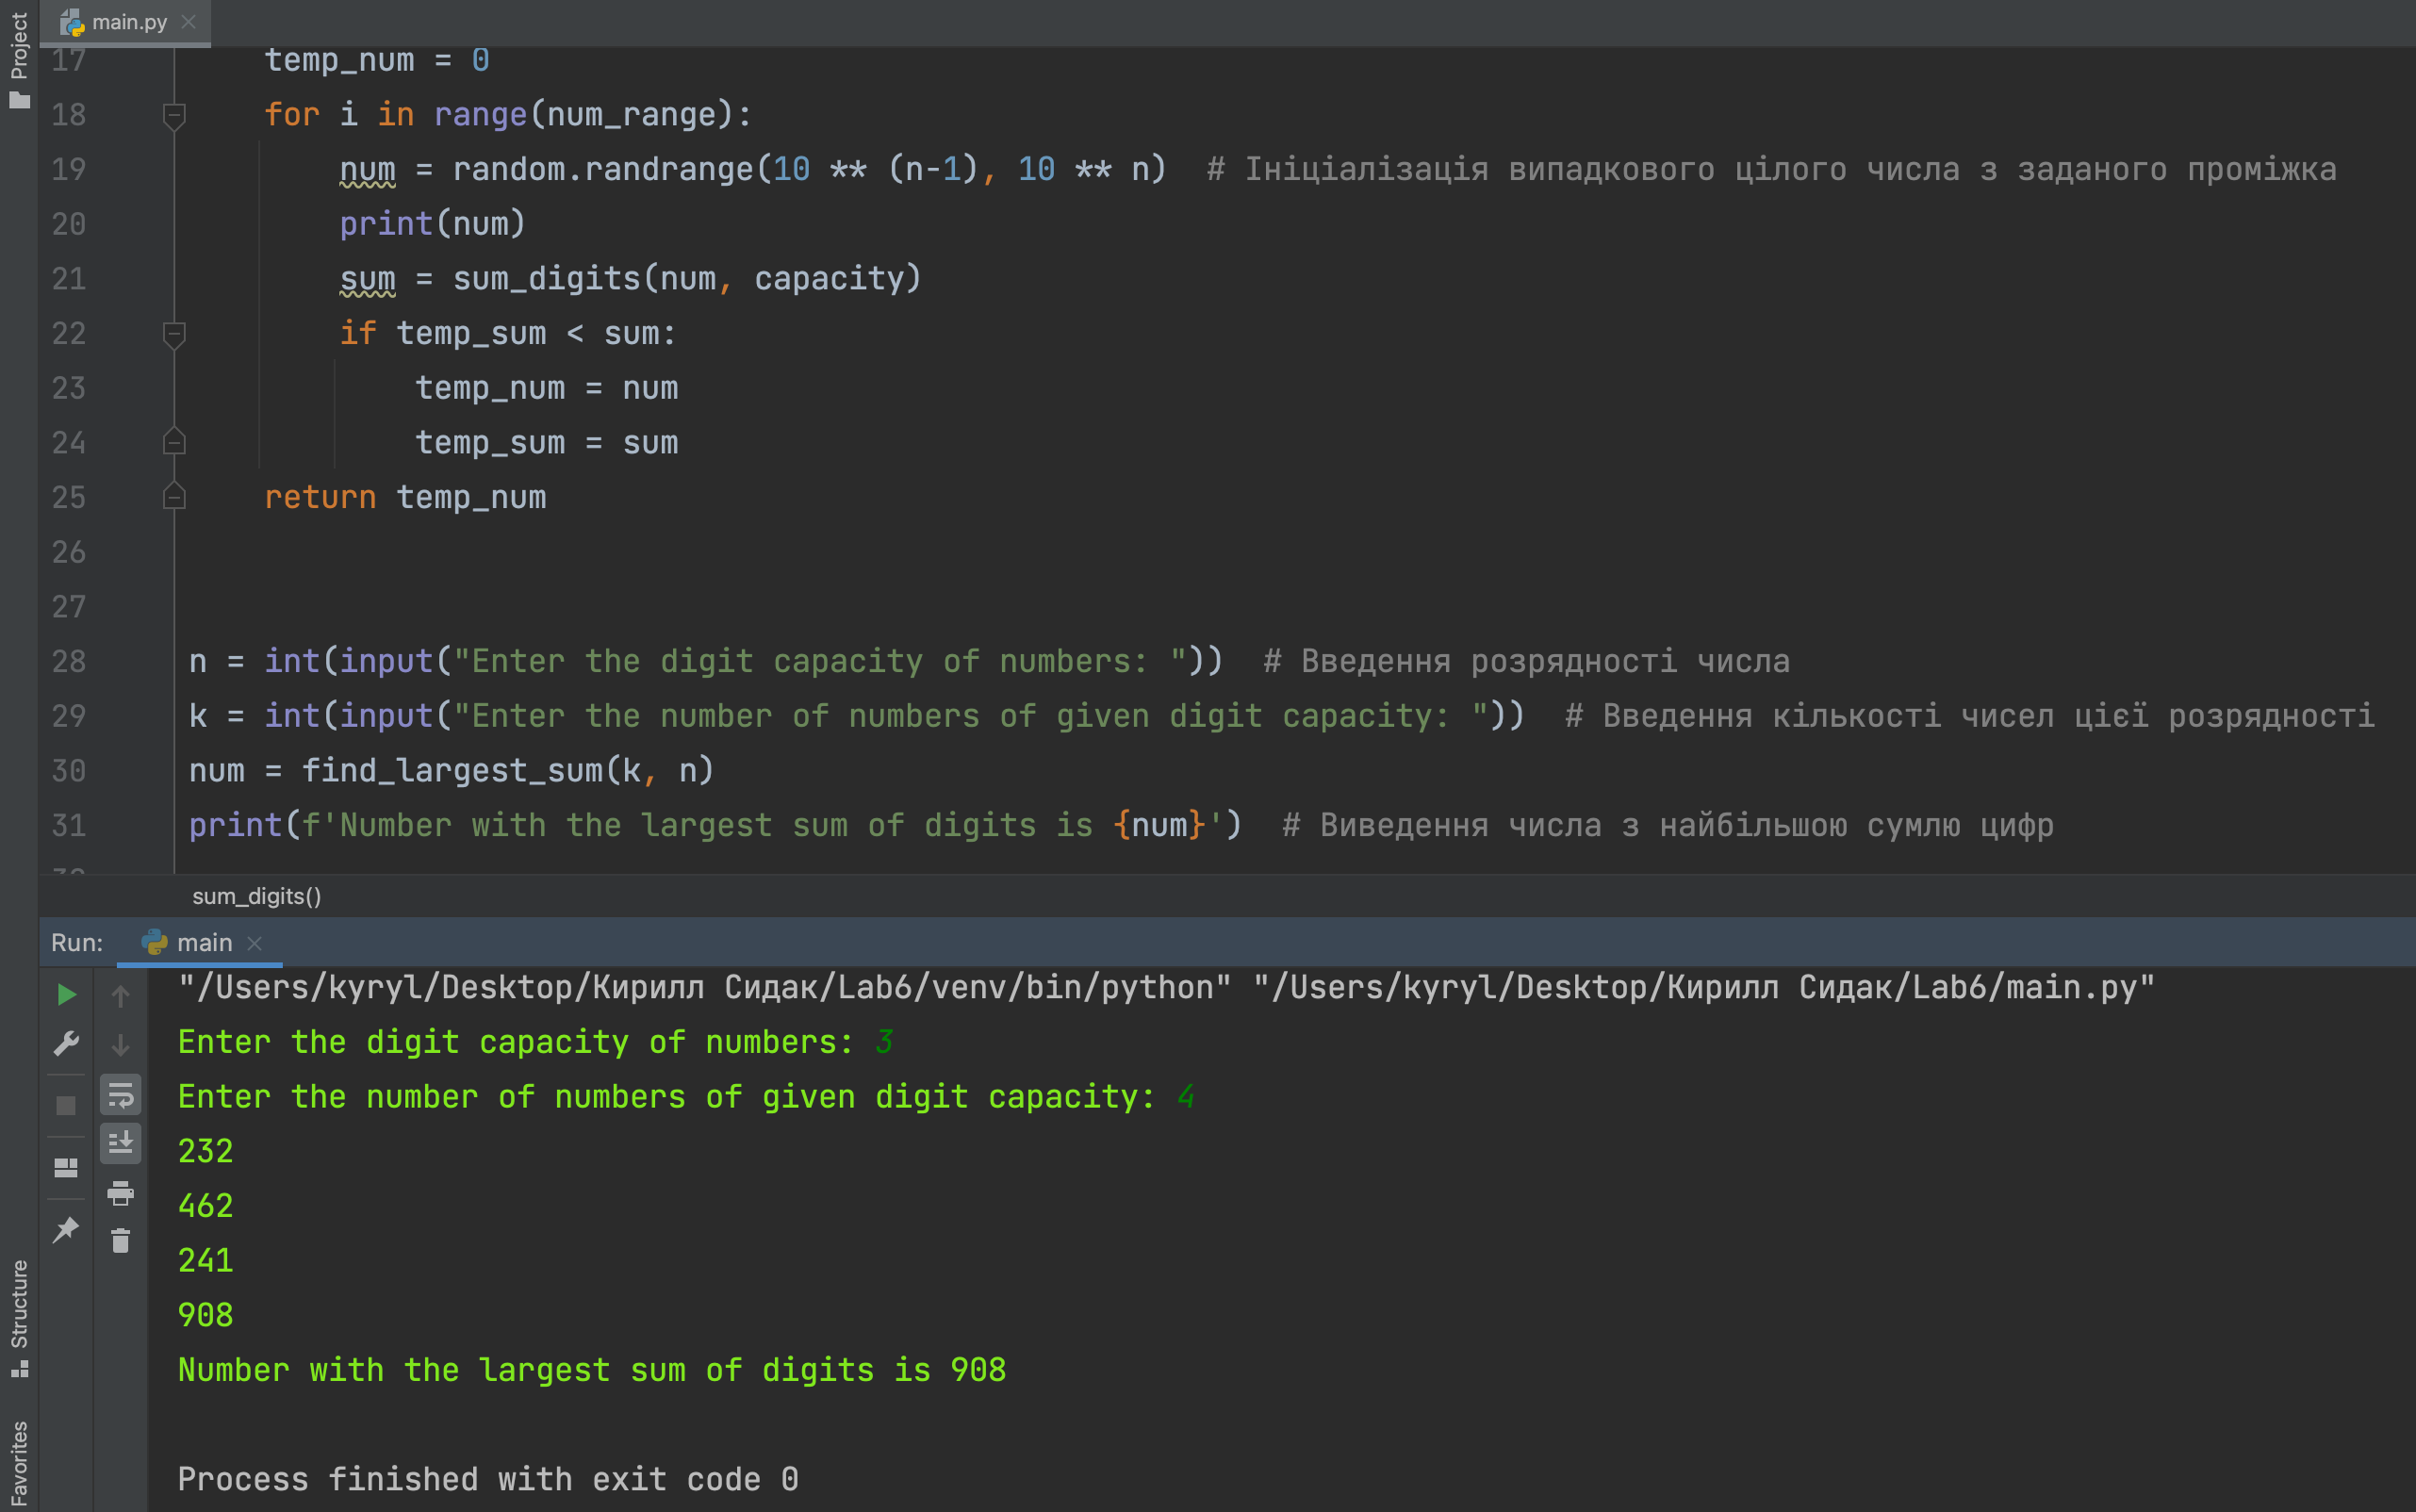 Project
main.py
17 temp_num = 0
18 for i in range(num_range):
19 num = random.randrange(10 ** (n-1), 10 ** n)  # Ініціалізація випадкового цілого числа з заданого проміжка
20 print(num)
21 sum = sum_digits(num, capacity)
22 if temp_sum < sum:
23 temp_num = num
24 temp_sum = sum
25 return temp_num
26
27
28 n = int(input("Enter the digit capacity of numbers: "))  # Введення розрядності числа
29 k = int(input("Enter the number of numbers of given digit capacity: "))  # Введення кількості чисел цієї розрядності
30 num = find_largest_sum(k, n)
31 print(f'Number with the largest sum of digits is {num}')  # Виведення числа з найбільшою сумлю цифр
sum_digits()
Run: main
"/Users/kyryl/Desktop/Кирилл Сидак/Lab6/venv/bin/python" "/Users/kyryl/Desktop/Кирилл Сидак/Lab6/main.py"
Enter the digit capacity of numbers: 3
Enter the number of numbers of given digit capacity: 4
232
462
241
908
Number with the largest sum of digits is 908
Process finished with exit code 0
Structure
Favorites